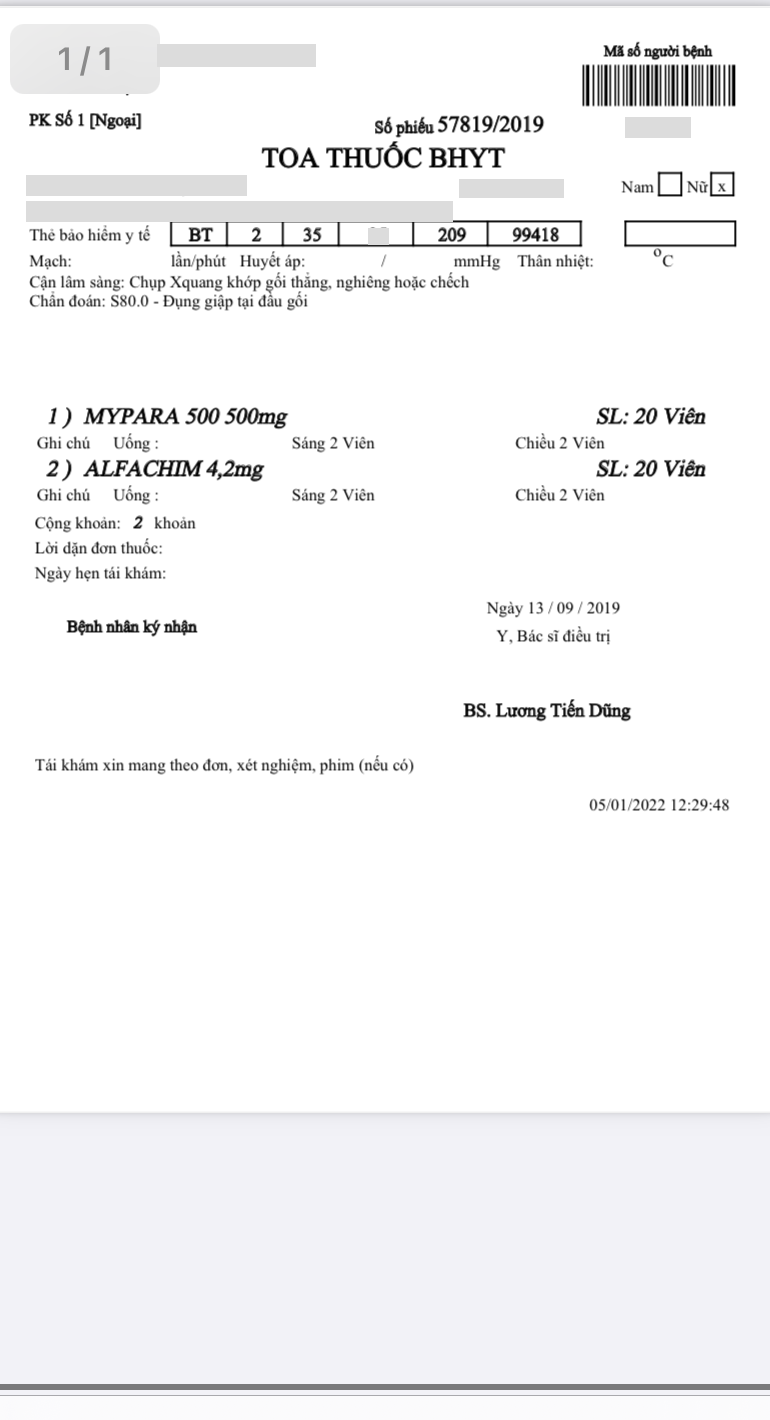 1/1
Mã số người bệnh
PK Số 1 [Ngoại]
Số phiếu 57819/2019
TOA THUỐC BHYT
Nam Nữ x
Thẻ bảo hiểm y tế BT 2 35 209 99418
Mạch: lần/phút Huyết áp: / mmHg Thân nhiệt: °C
Cận lâm sàng: Chụp Xquang khớp gối thẳng, nghiêng hoặc chếch
Chẩn đoán: S80.0 - Đụng giập tại đầu gối
1 ) MYPARA 500 500mg SL: 20 Viên
Ghi chú Uống : Sáng 2 Viên Chiều 2 Viên
2 ) ALFACHIM 4,2mg SL: 20 Viên
Ghi chú Uống : Sáng 2 Viên Chiều 2 Viên
Cộng khoản: 2 khoản
Lời dặn đơn thuốc:
Ngày hẹn tái khám:
Ngày 13 / 09 / 2019
Bệnh nhân ký nhận
Y, Bác sĩ điều trị
BS. Lương Tiến Dũng
Tái khám xin mang theo đơn, xét nghiệm, phim (nếu có)
05/01/2022 12:29:48